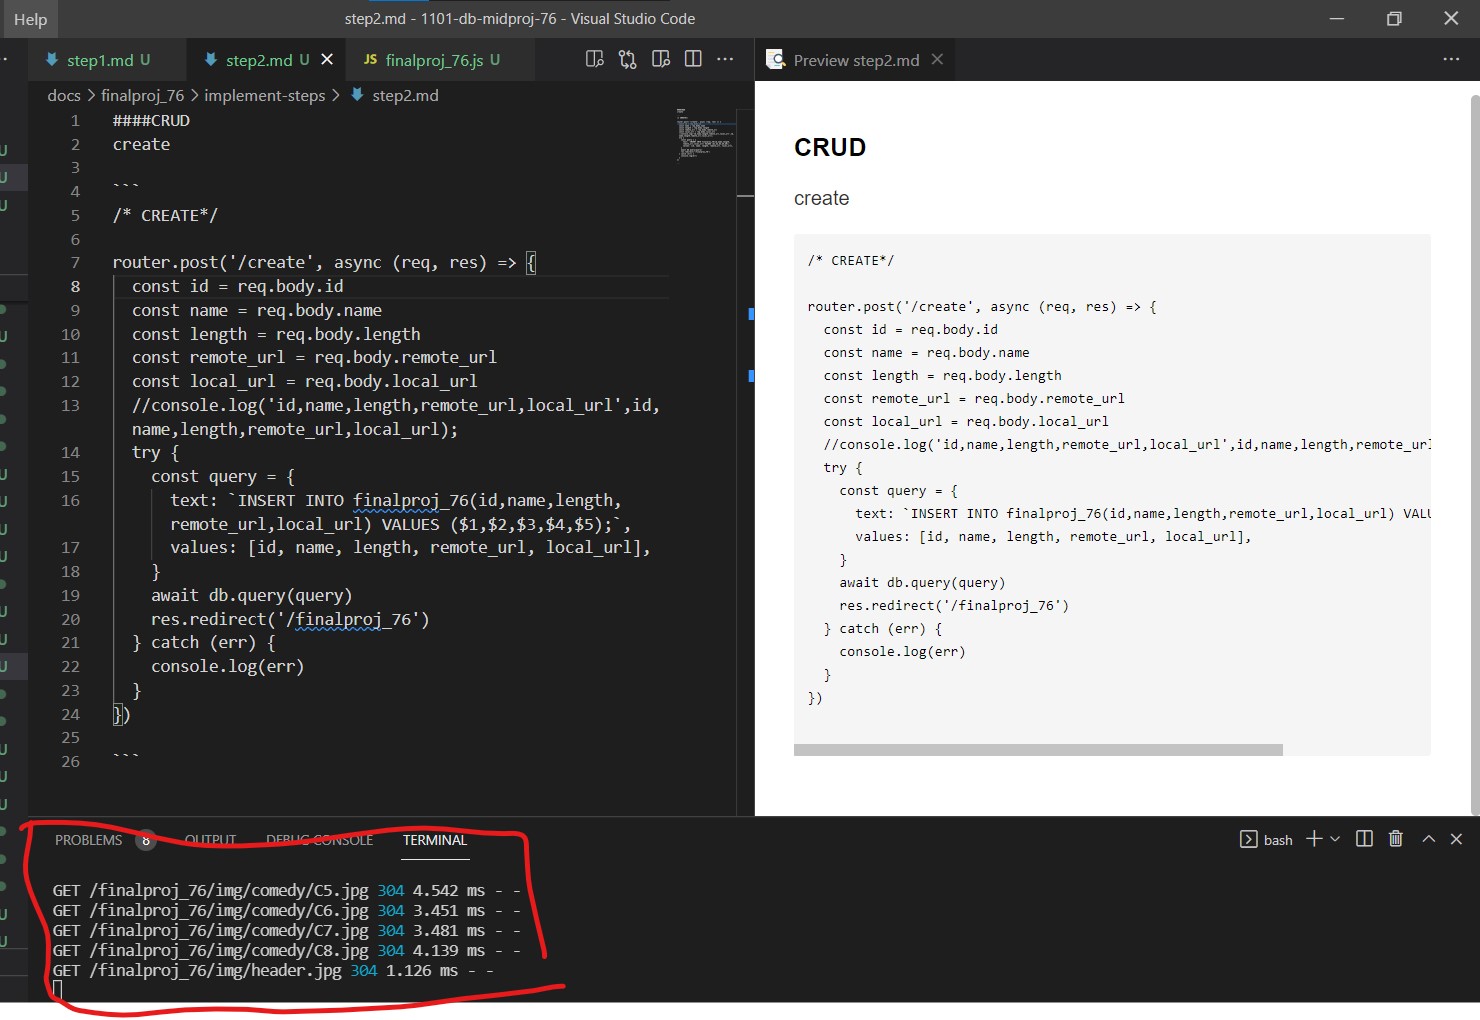 Help
step2.md - 1101-db-midproj-76 - Visual Studio Code
step1.md U
step2.md U
JS finalproj_76.js U
Preview step2.md
docs > finalproj_76 > implement-steps > step2.md
1 ####CRUD
2 create
3
4 ```
5 /* CREATE*/
6
7 router.post('/create', async (req, res) => {
8 const id = req.body.id
9 const name = req.body.name
10 const length = req.body.length
11 const remote_url = req.body.remote_url
12 const local_url = req.body.local_url
13 //console.log('id,name,length,remote_url,local_url',id,
name,length,remote_url,local_url);
14 try {
15 const query = {
16 text: `INSERT INTO finalproj_76(id,name,length,
remote_url,local_url) VALUES ($1,$2,$3,$4,$5);`,
17 values: [id, name, length, remote_url, local_url],
18 }
19 await db.query(query)
20 res.redirect('/finalproj_76')
21 } catch (err) {
22 console.log(err)
23 }
24 })
25
26 ```
CRUD
create
/* CREATE*/
router.post('/create', async (req, res) => {
const id = req.body.id
const name = req.body.name
const length = req.body.length
const remote_url = req.body.remote_url
const local_url = req.body.local_url
//console.log('id,name,length,remote_url,local_url',id,name,length,remote_url
try {
const query = {
text: `INSERT INTO finalproj_76(id,name,length,remote_url,local_url) VALU
values: [id, name, length, remote_url, local_url],
}
await db.query(query)
res.redirect('/finalproj_76')
} catch (err) {
console.log(err)
}
})
PROBLEMS 8 OUTPUT DEBUG CONSOLE TERMINAL
bash
GET /finalproj_76/img/comedy/C5.jpg 304 4.542 ms - -
GET /finalproj_76/img/comedy/C6.jpg 304 3.451 ms - -
GET /finalproj_76/img/comedy/C7.jpg 304 3.481 ms - -
GET /finalproj_76/img/comedy/C8.jpg 304 4.139 ms - -
GET /finalproj_76/img/header.jpg 304 1.126 ms - -